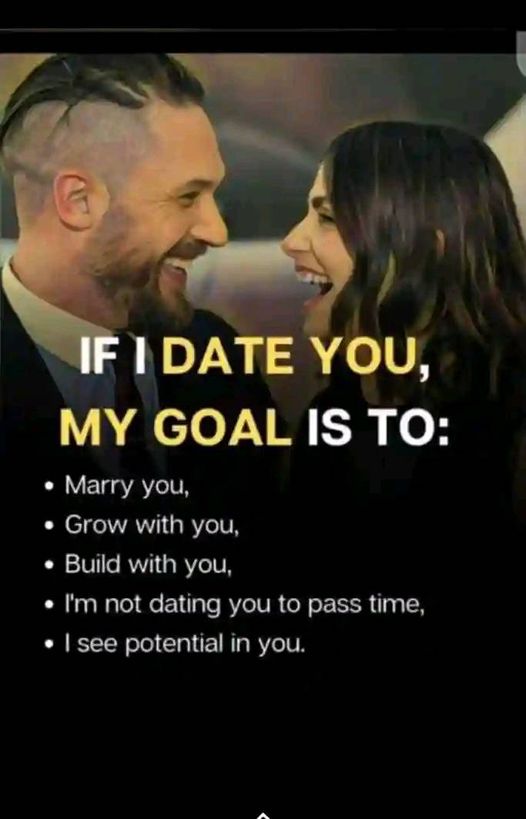 IF I DATE YOU,
MY GOAL IS TO:
• Marry you,
• Grow with you,
• Build with you,
• I'm not dating you to pass time,
• I see potential in you.